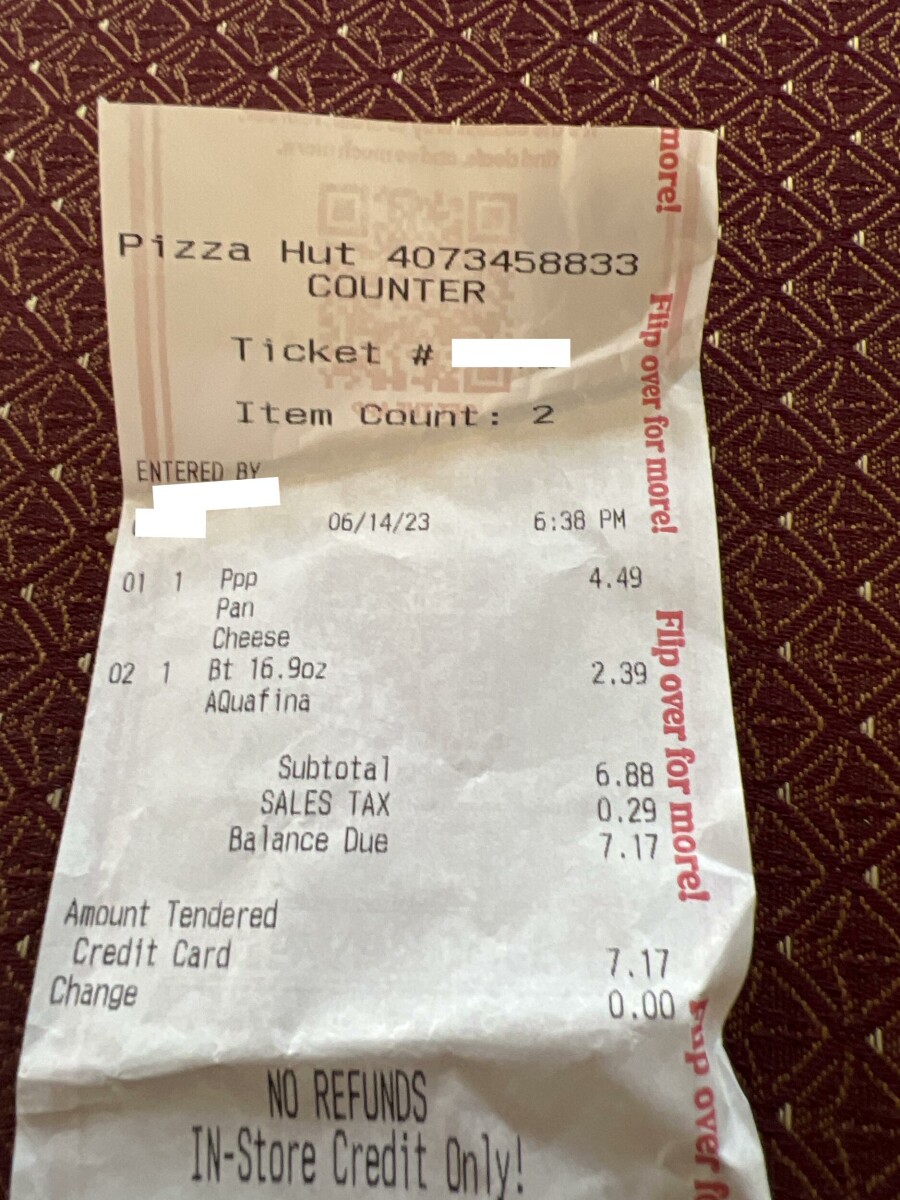 more!
Pizza Hut 4073458833
COUNTER
Ticket #
Item Count: 2
Flip over for more!
ENTERED BY
06/14/23 6:38 PM
01 1 Ppp 4.49
Pan
Cheese
02 1 Bt 16.9oz 2.39
AQuafina
Flip over for more!
Subtotal 6.88
SALES TAX 0.29
Balance Due 7.17
Amount Tendered
Credit Card 7.17
Change 0.00
NO REFUNDS
IN-Store Credit Only!
over